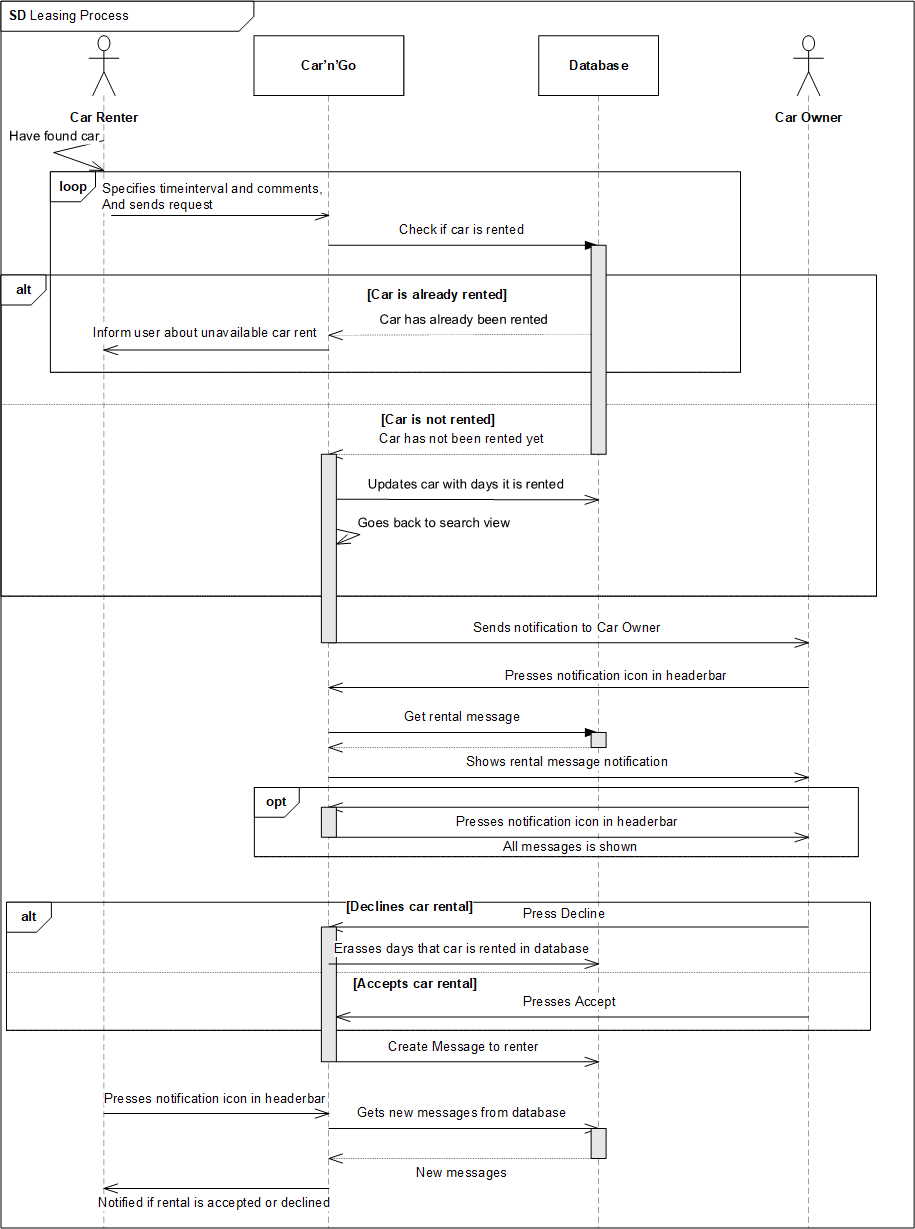 SD Leasing Process
Car'n'Go
Database
Car Renter
Car Owner
Have found car
loop
Specifies timeinterval and comments,
And sends request
Check if car is rented
alt
[Car is already rented]
Car has already been rented
Inform user about unavailable car rent
[Car is not rented]
Car has not been rented yet
Updates car with days it is rented
Goes back to search view
Sends notification to Car Owner
Presses notification icon in headerbar
Get rental message
Shows rental message notification
opt
Presses notification icon in headerbar
All messages is shown
alt
[Declines car rental]
Press Decline
Erasses days that car is rented in database
[Accepts car rental]
Presses Accept
Create Message to renter
Presses notification icon in headerbar
Gets new messages from database
New messages
Notified if rental is accepted or declined